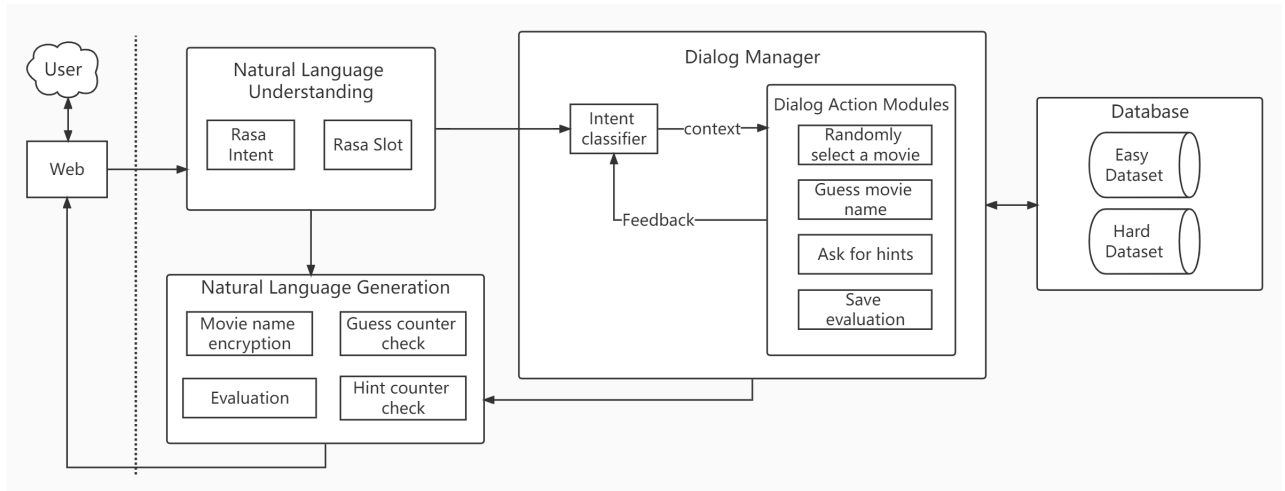 User
Web
Natural Language
Understanding
Rasa
Intent
Rasa Slot
Natural Language Generation
Movie name
encryption
Guess counter
check
Evaluation
Hint counter
check
Dialog Manager
Intent
classifier
context
Feedback
Dialog Action Modules
Randomly
select a movie
Guess movie
name
Ask for hints
Save
evaluation
Database
Easy
Dataset
Hard
Dataset